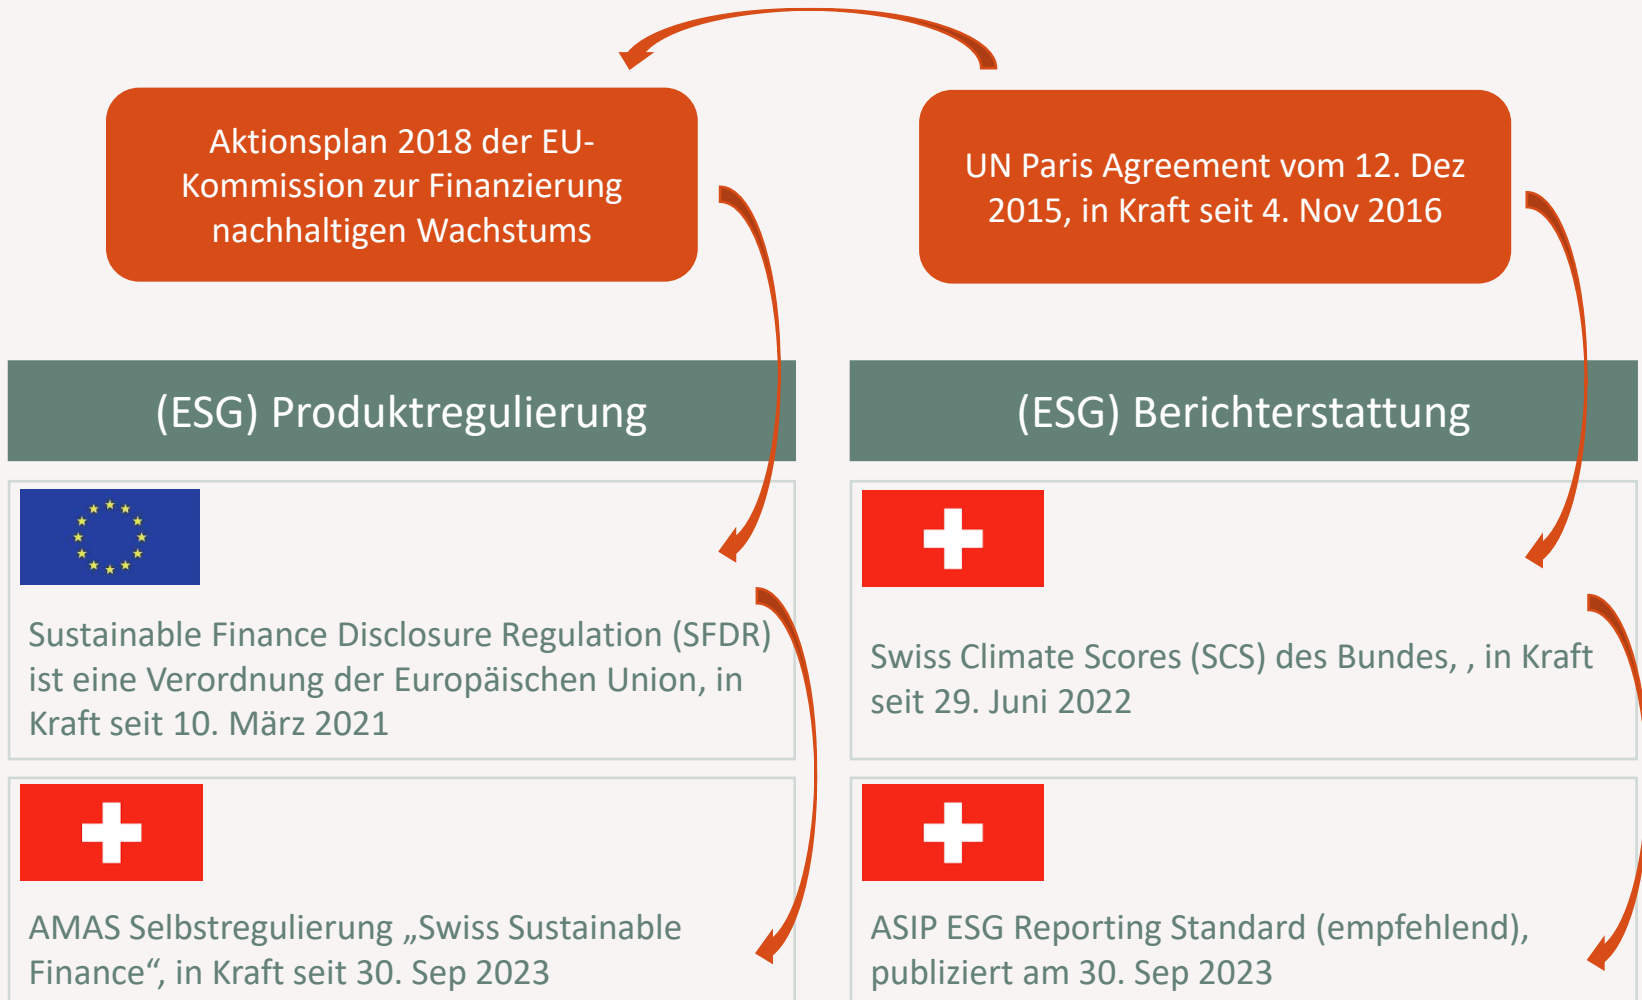 Aktionsplan 2018 der EU-
Kommission zur Finanzierung
nachhaltigen Wachstums
UN Paris Agreement vom 12. Dez
2015, in Kraft seit 4. Nov 2016
(ESG) Produktregulierung
Sustainable Finance Disclosure Regulation (SFDR)
ist eine Verordnung der Europäischen Union, in
Kraft seit 10. März 2021
AMAS Selbstregulierung „Swiss Sustainable
Finance“, in Kraft seit 30. Sep 2023
(ESG) Berichterstattung
Swiss Climate Scores (SCS) des Bundes, , in Kraft
seit 29. Juni 2022
ASIP ESG Reporting Standard (empfehlend),
publiziert am 30. Sep 2023